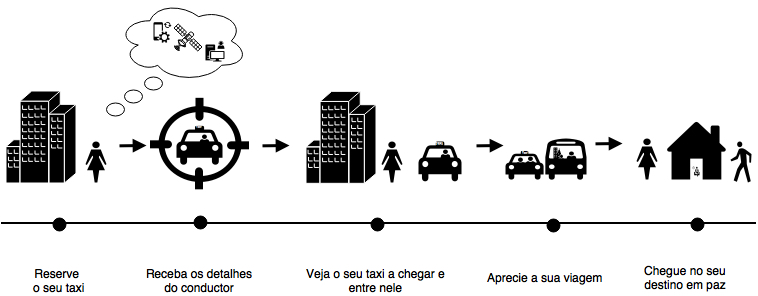 Reserve
o seu taxi
Receba os detalhes
do conductor
Veja o seu taxi a chegar e
entre nele
Aprecie a sua viagem
Chegue no seu
destino em paz